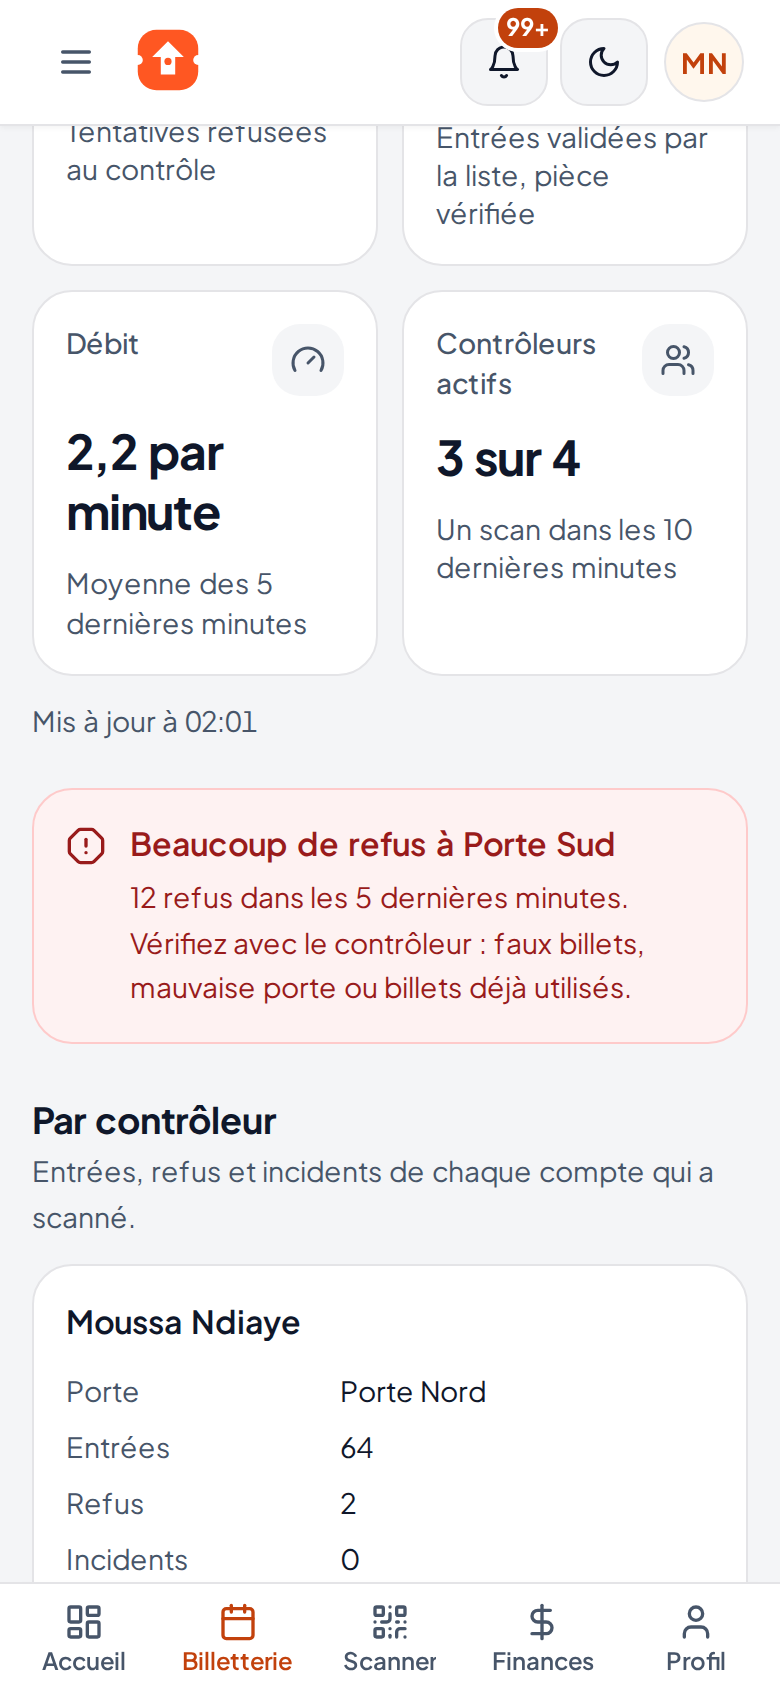 99+
MN
Tentatives refusées
au contrôle
Entrées validées par
la liste, pièce
vérifiée
Débit
2,2 par
minute
Moyenne des 5
dernières minutes
Contrôleurs
actifs
3 sur 4
Un scan dans les 10
dernières minutes
Mis à jour à 02:01
Beaucoup de refus à Porte Sud
12 refus dans les 5 dernières minutes.
Vérifiez avec le contrôleur : faux billets,
mauvaise porte ou billets déjà utilisés.
Par contrôleur
Entrées, refus et incidents de chaque compte qui a
scanné.
Moussa Ndiaye
Porte Porte Nord
Entrées 64
Refus 2
Incidents 0
Accueil Billetterie Scanner Finances Profil